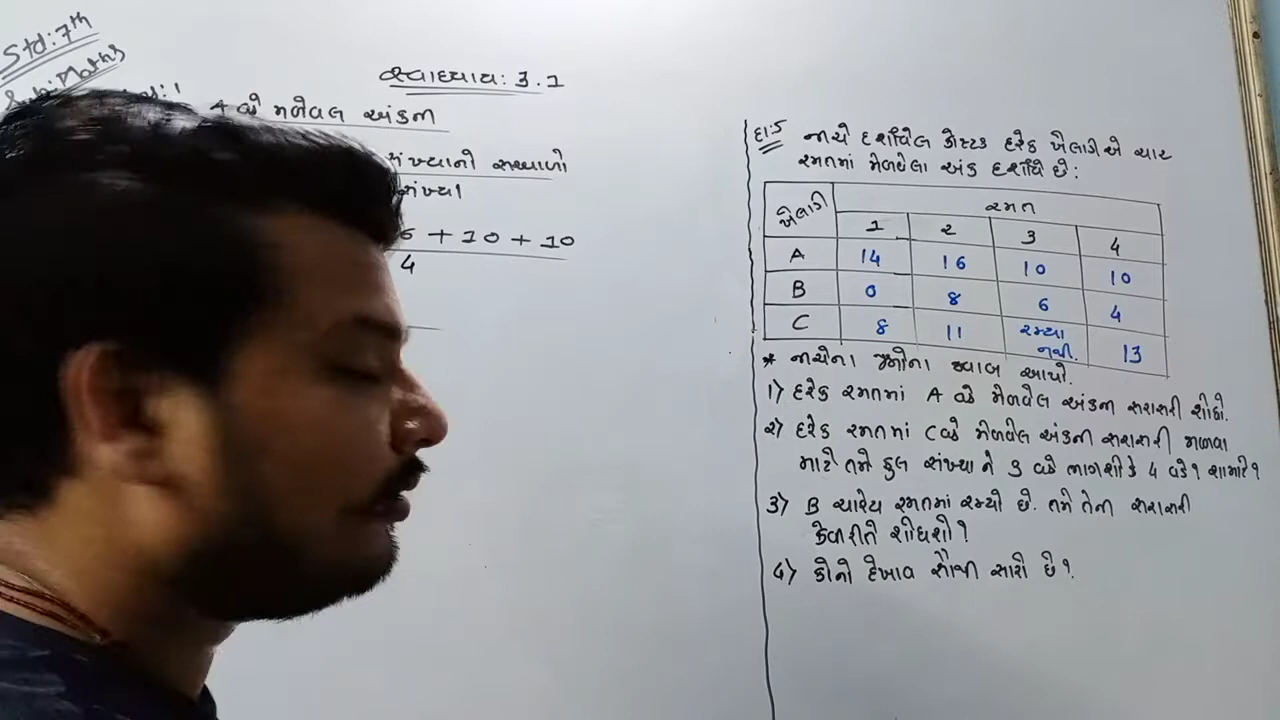 Std: 7th
Maths
સ્વાધ્યાય: 3.1
A વડે મળેવલ અંકના
સંખ્યાનો સરવાળો
સંખ્યા
6 + 10 + 10
4
દા:5 નીચે દર્શાવેલ કોષ્ટક દરેક ખેલાડીએ ચાર
રમતમાં મેળવેલા અંક દર્શાવે છે:
ખેલાડી રમત
1 2 3 4
A 14 16 10 10
B 0 8 6 4
C 8 11 રમ્યા નથી. 13
* નીચેના પ્રશ્નોના જવાબ આપો.
1) દરેક રમતમાં A વડે મેળવેલ અંકના સરાસરી શોધો.
2) દરેક રમતમાં C વડે મેળવેલ અંકની સરાસરી મેળવવા
માટે તમે કુલ સંખ્યા ને 3 વડે ભાગશો કે 4 વડે? શા માટે?
3) B ચારેય રમતમાં રમ્યો છે. તમે તેની સરાસરી
કેવી રીતે શોધશો?
4) કોનો દેખાવ સૌથી સારો છે?